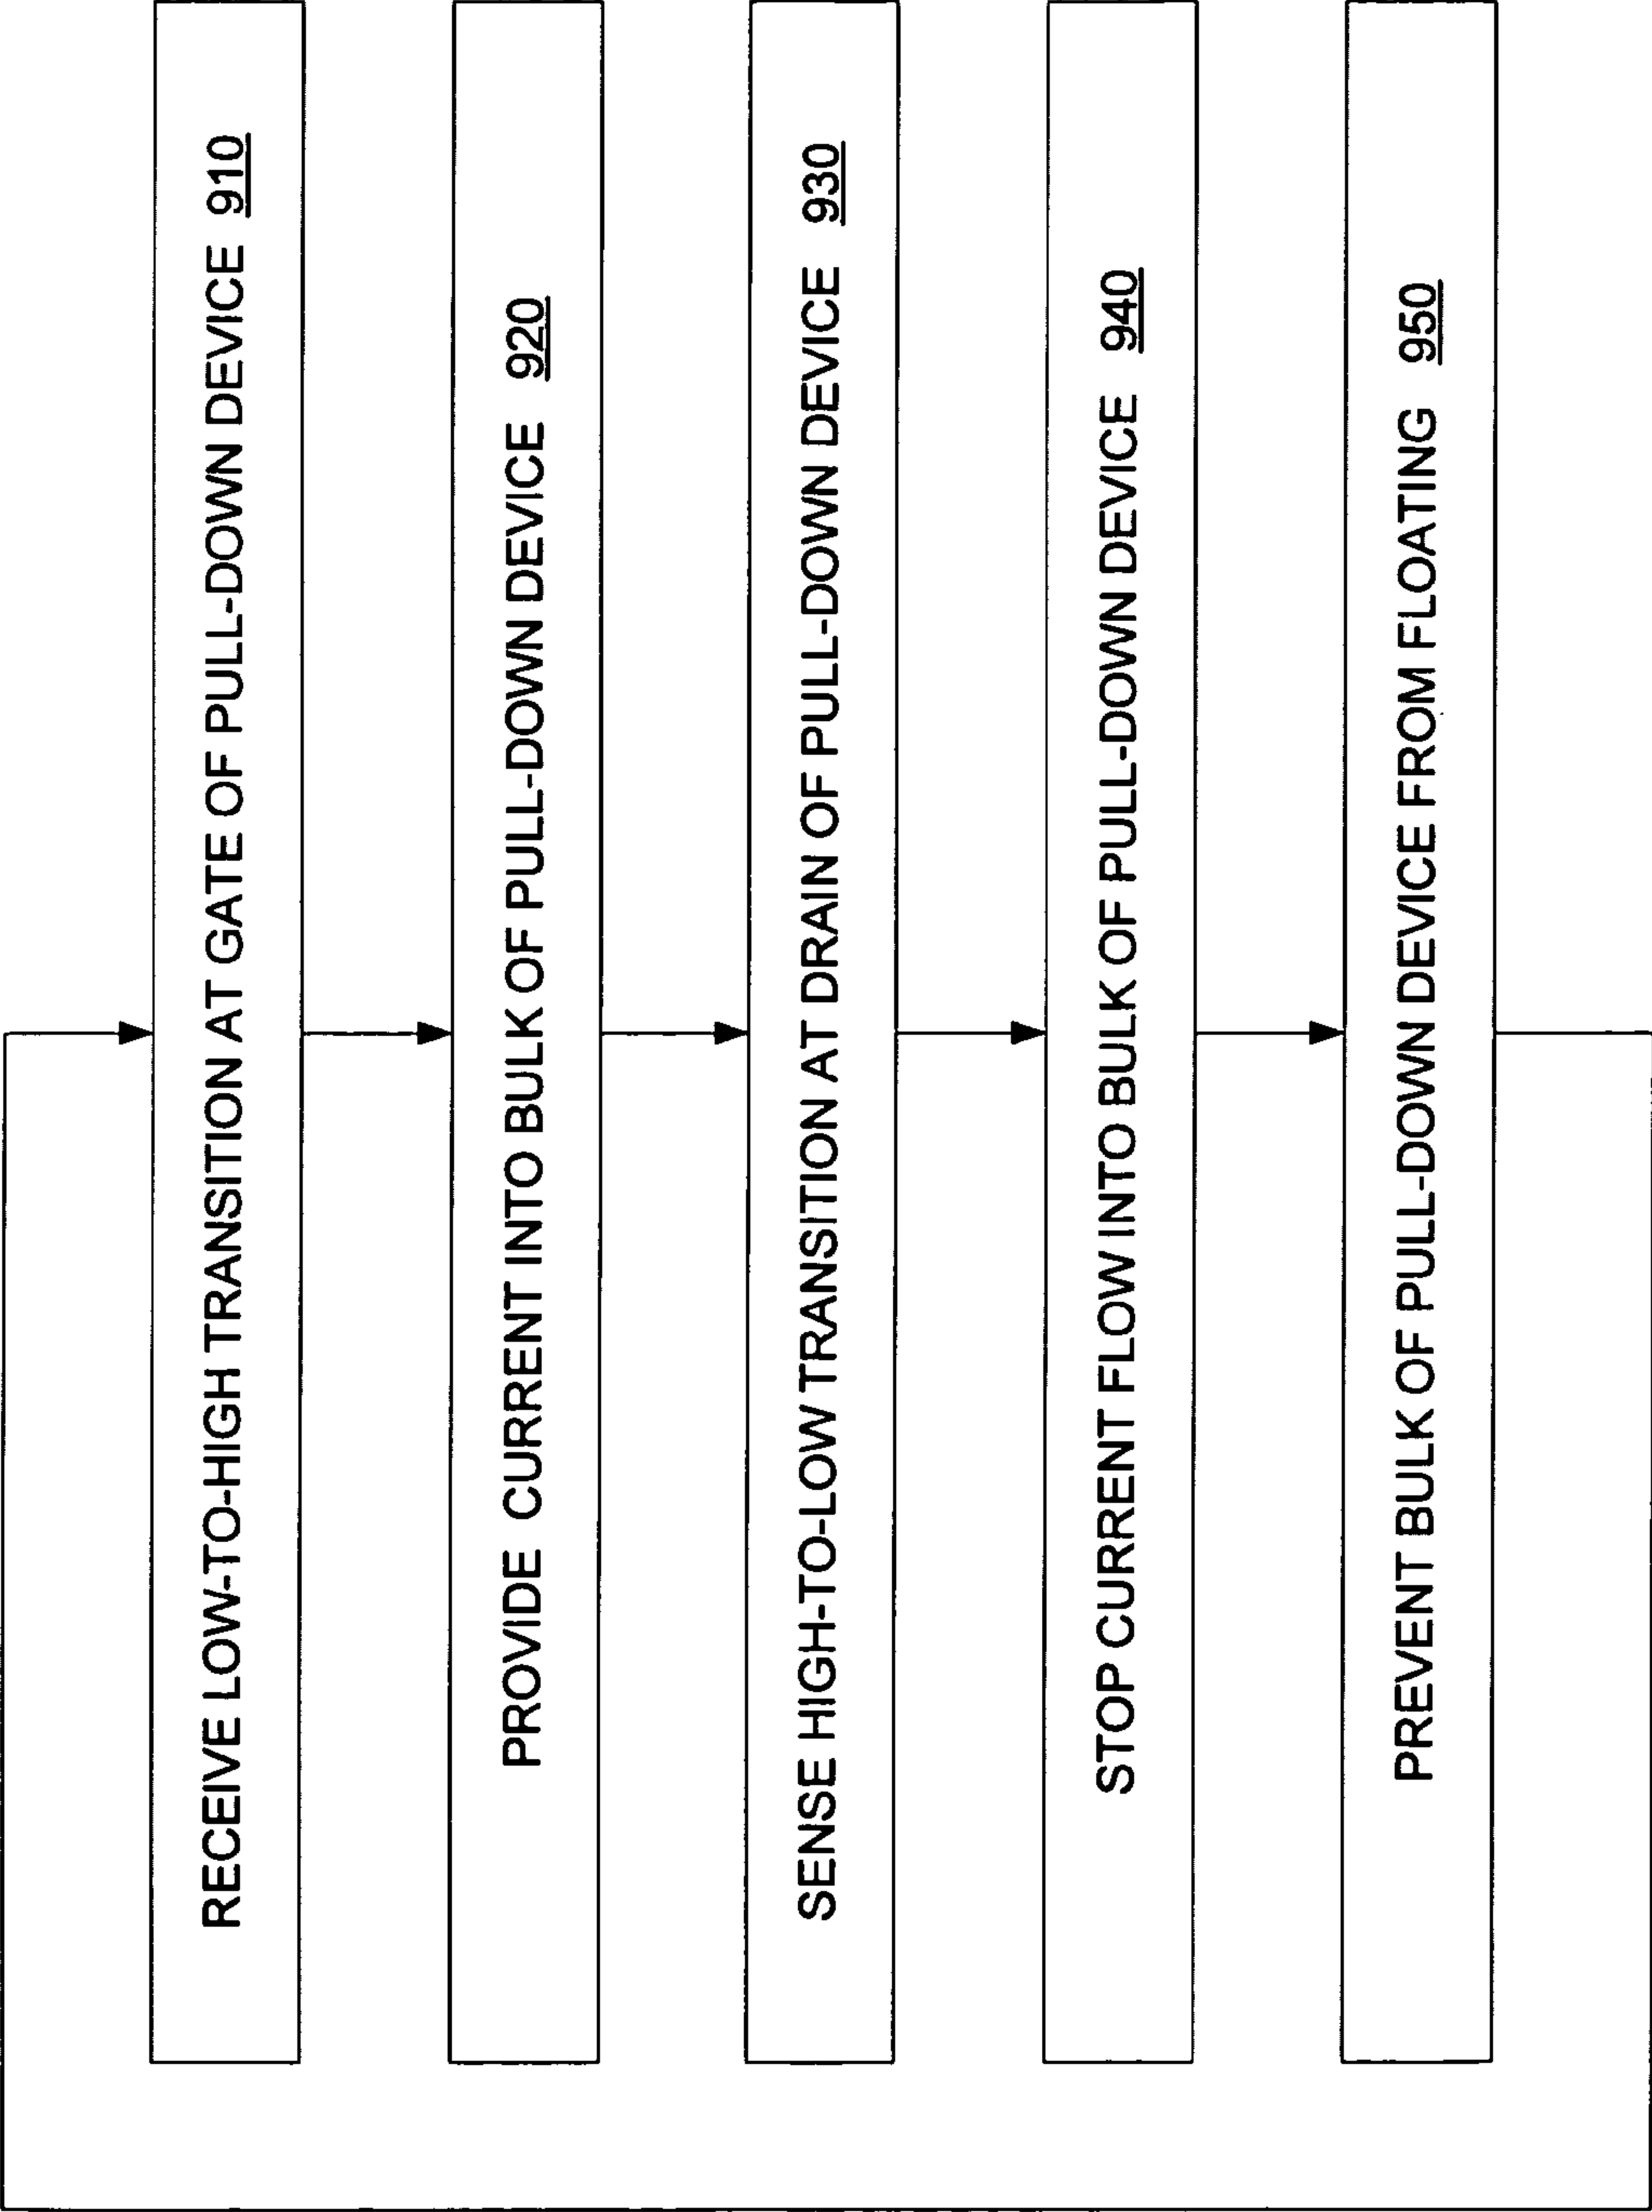 RECEIVE LOW-TO-HIGH TRANSITION AT GATE OF PULL-DOWN DEVICE 910
PROVIDE CURRENT INTO BULK OF PULL-DOWN DEVICE 920
SENSE HIGH-TO-LOW TRANSITION AT DRAIN OF PULL-DOWN DEVICE 930
STOP CURRENT FLOW INTO BULK OF PULL-DOWN DEVICE 940
PREVENT BULK OF PULL-DOWN DEVICE FROM FLOATING 950